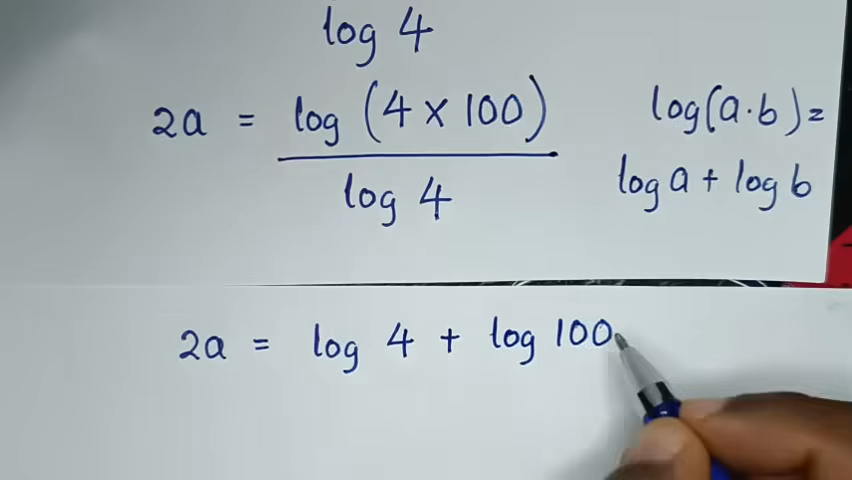 log 4
2a = log (4 × 100)
log 4
log(a·b) =
log a + log b
2a = log 4 + log 100